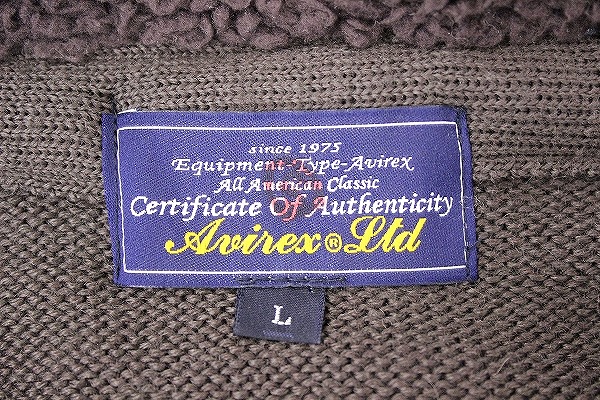 since 1975
Equipment-Type-Avirex
All American Classic
Certificate Of Authenticity
Avirex® Ltd
L